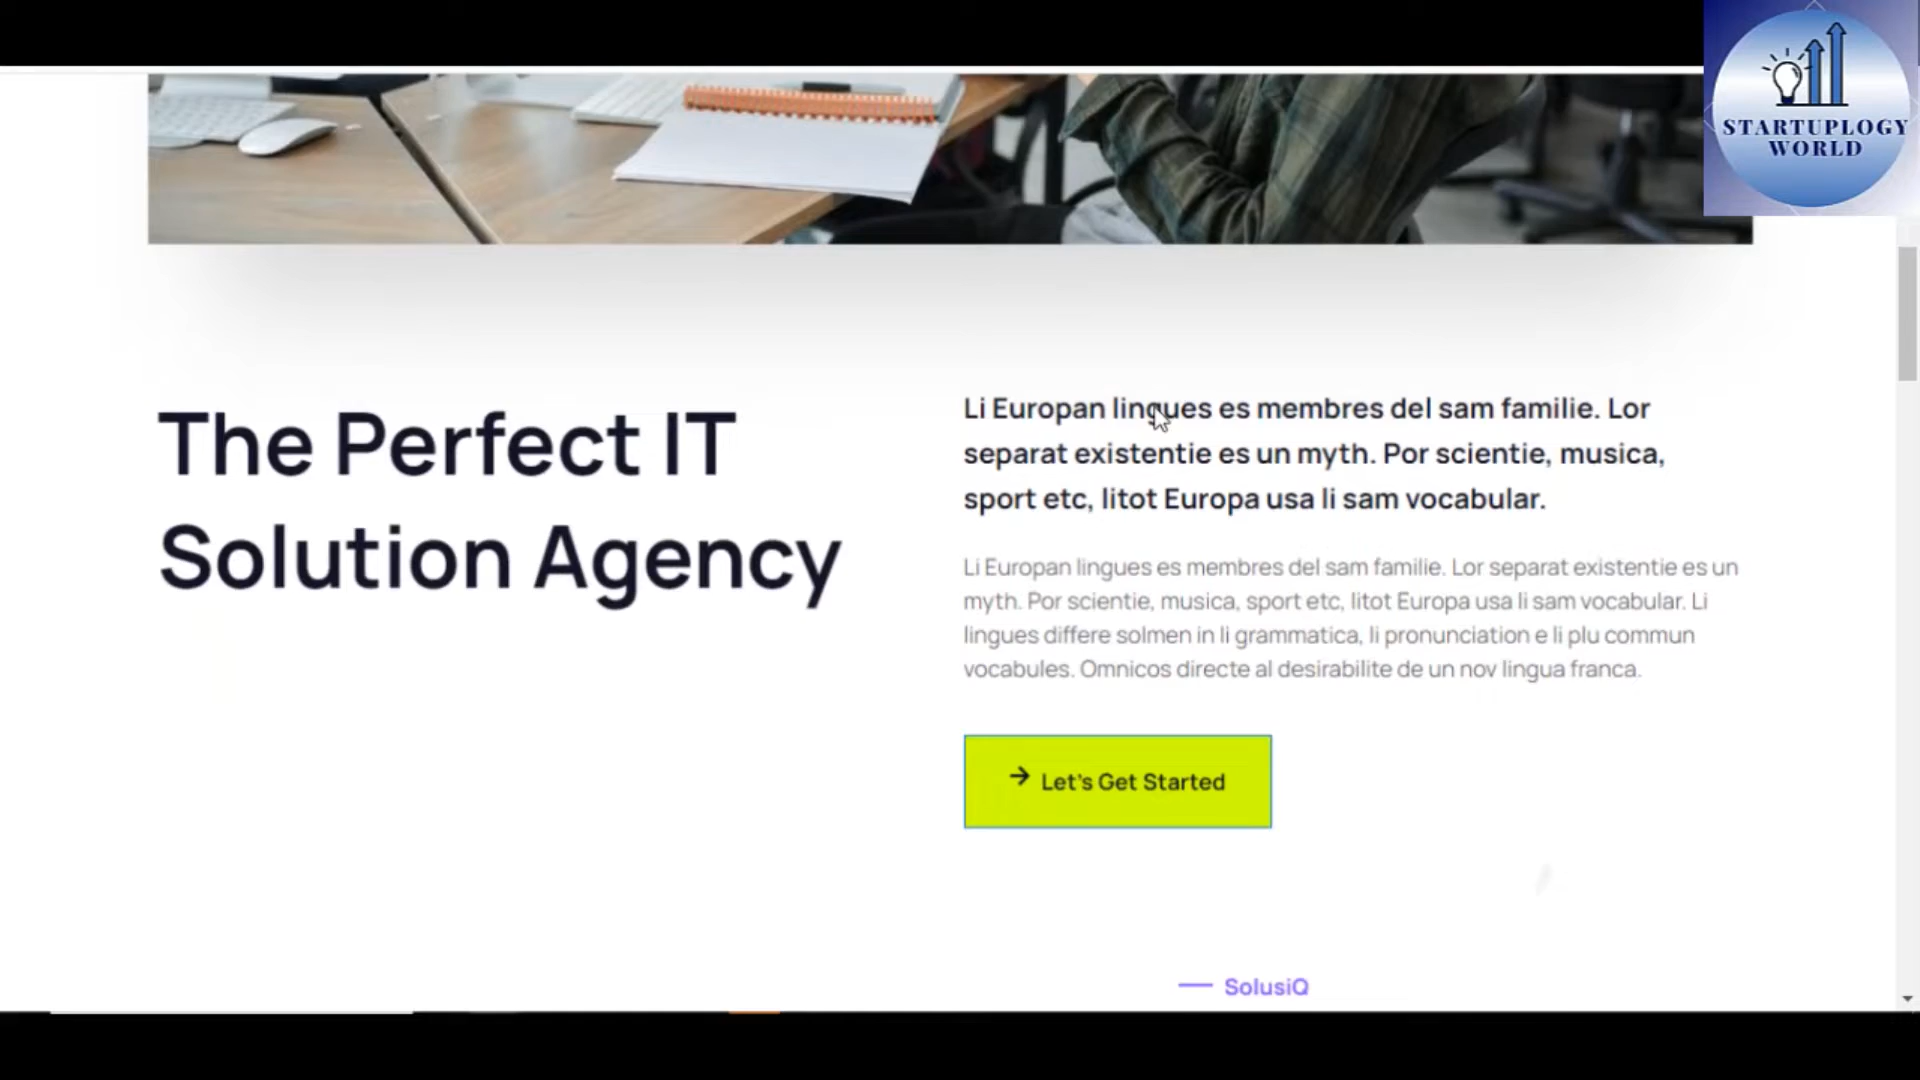 STARTUPLOGY
WORLD
The Perfect IT
Solution Agency
Li Europan lingues es membres del sam familie. Lor
separat existentie es un myth. Por scientie, musica,
sport etc, litot Europa usa li sam vocabular.
Li Europan lingues es membres del sam familie. Lor separat existentie es un
myth. Por scientie, musica, sport etc, litot Europa usa li sam vocabular. Li
lingues differe solmen in li grammatica, li pronunciation e li plu commun
vocabules. Omnicos directe al desirabilite de un nov lingua franca.
Let's Get Started
SolusiQ